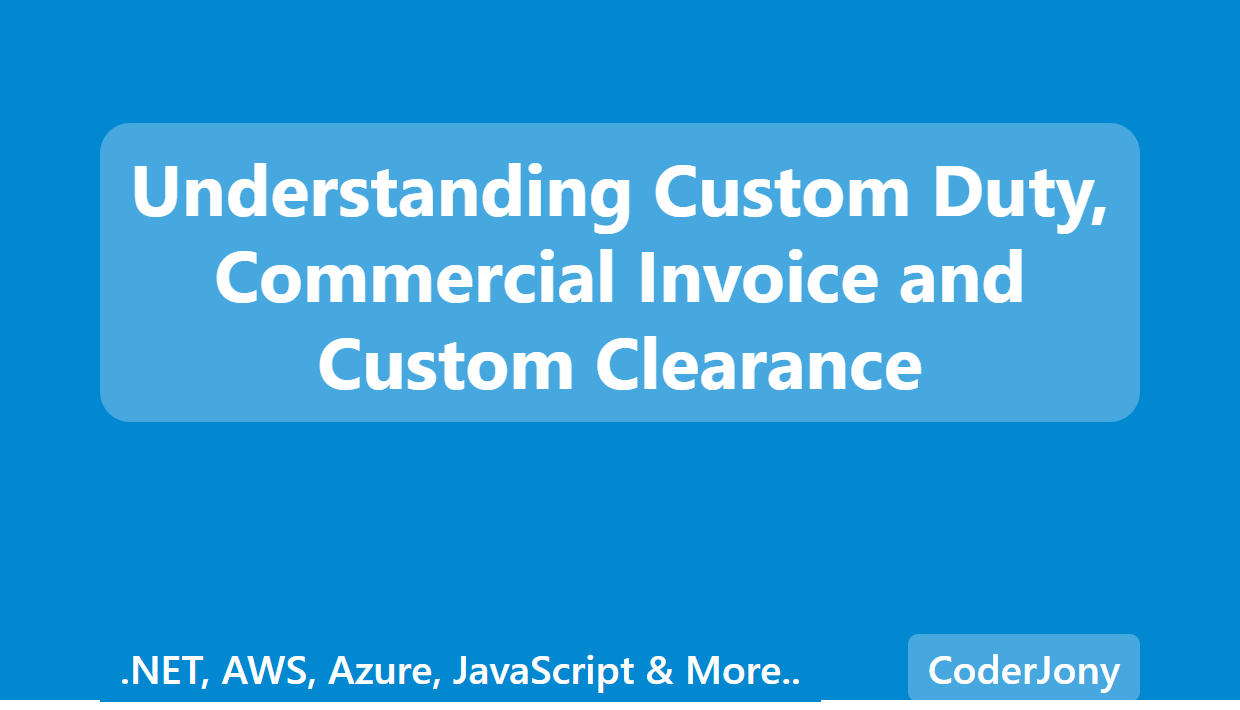 Understanding Custom Duty,
Commercial Invoice and
Custom Clearance
.NET, AWS, Azure, JavaScript & More..
CoderJony